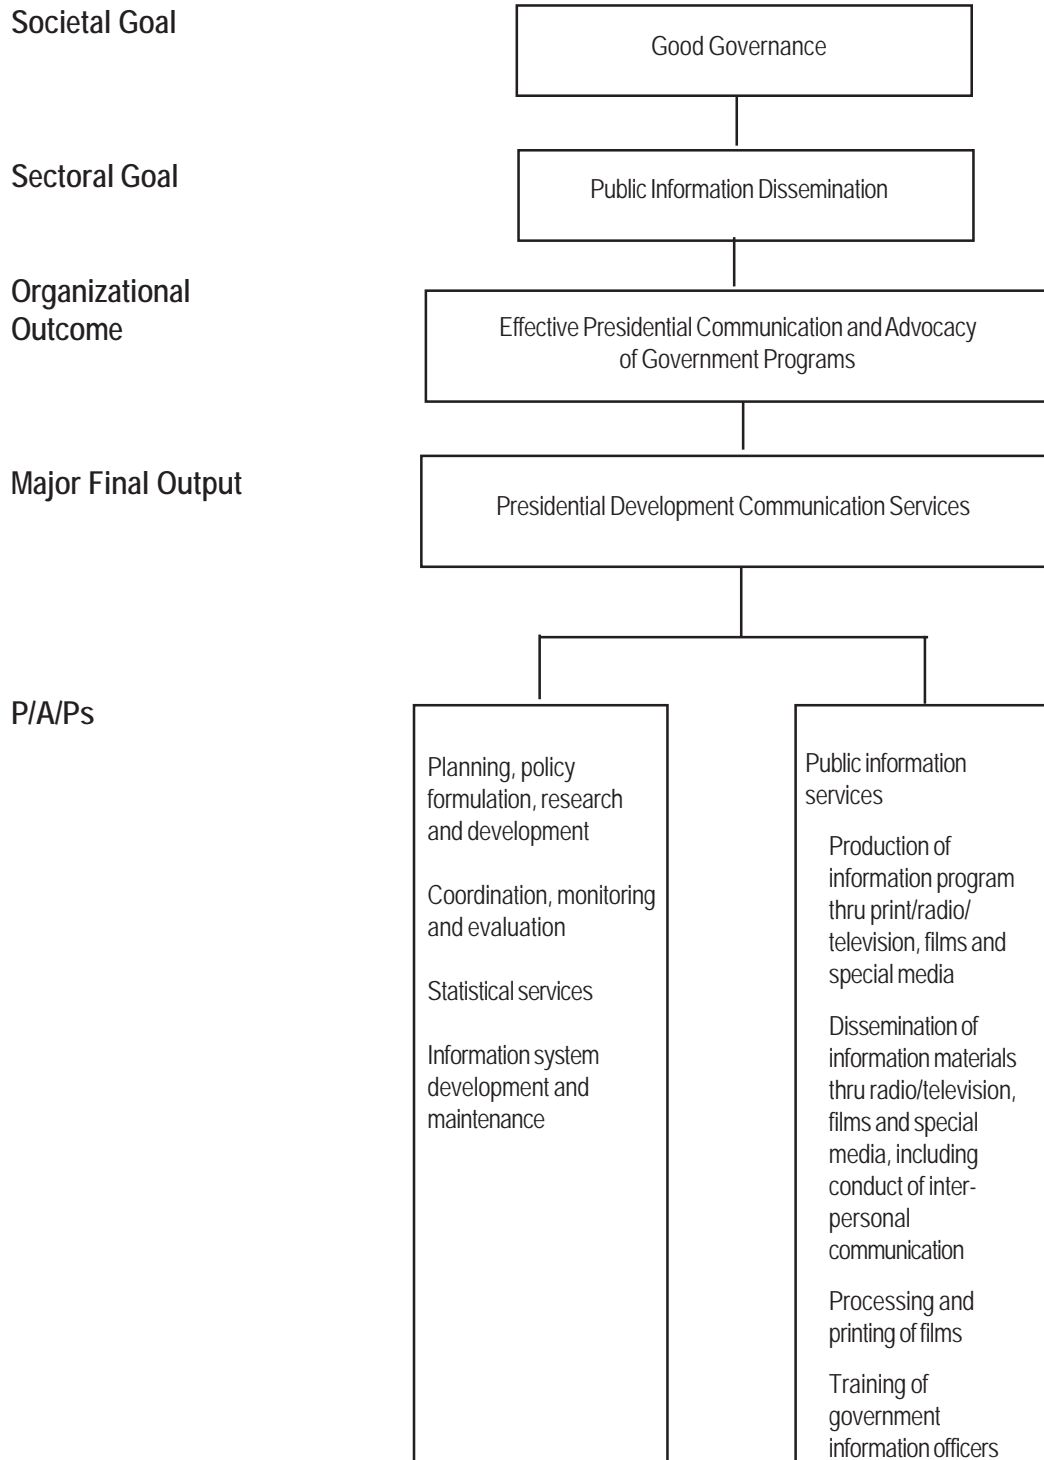 Societal Goal
Good Governance
Sectoral Goal
Public Information Dissemination
Organizational
Outcome
Effective Presidential Communication and Advocacy
of Government Programs
Major Final Output
Presidential Development Communication Services
P/A/Ps
Planning, policy
formulation, research
and development
Coordination, monitoring
and evaluation
Statistical services
Information system
development and
maintenance
Public information
services
Production of
information program
thru print/radio/
television, films and
special media
Dissemination of
information materials
thru radio/television,
films and special
media, including
conduct of inter-
personal
communication
Processing and
printing of films
Training of
government
information officers